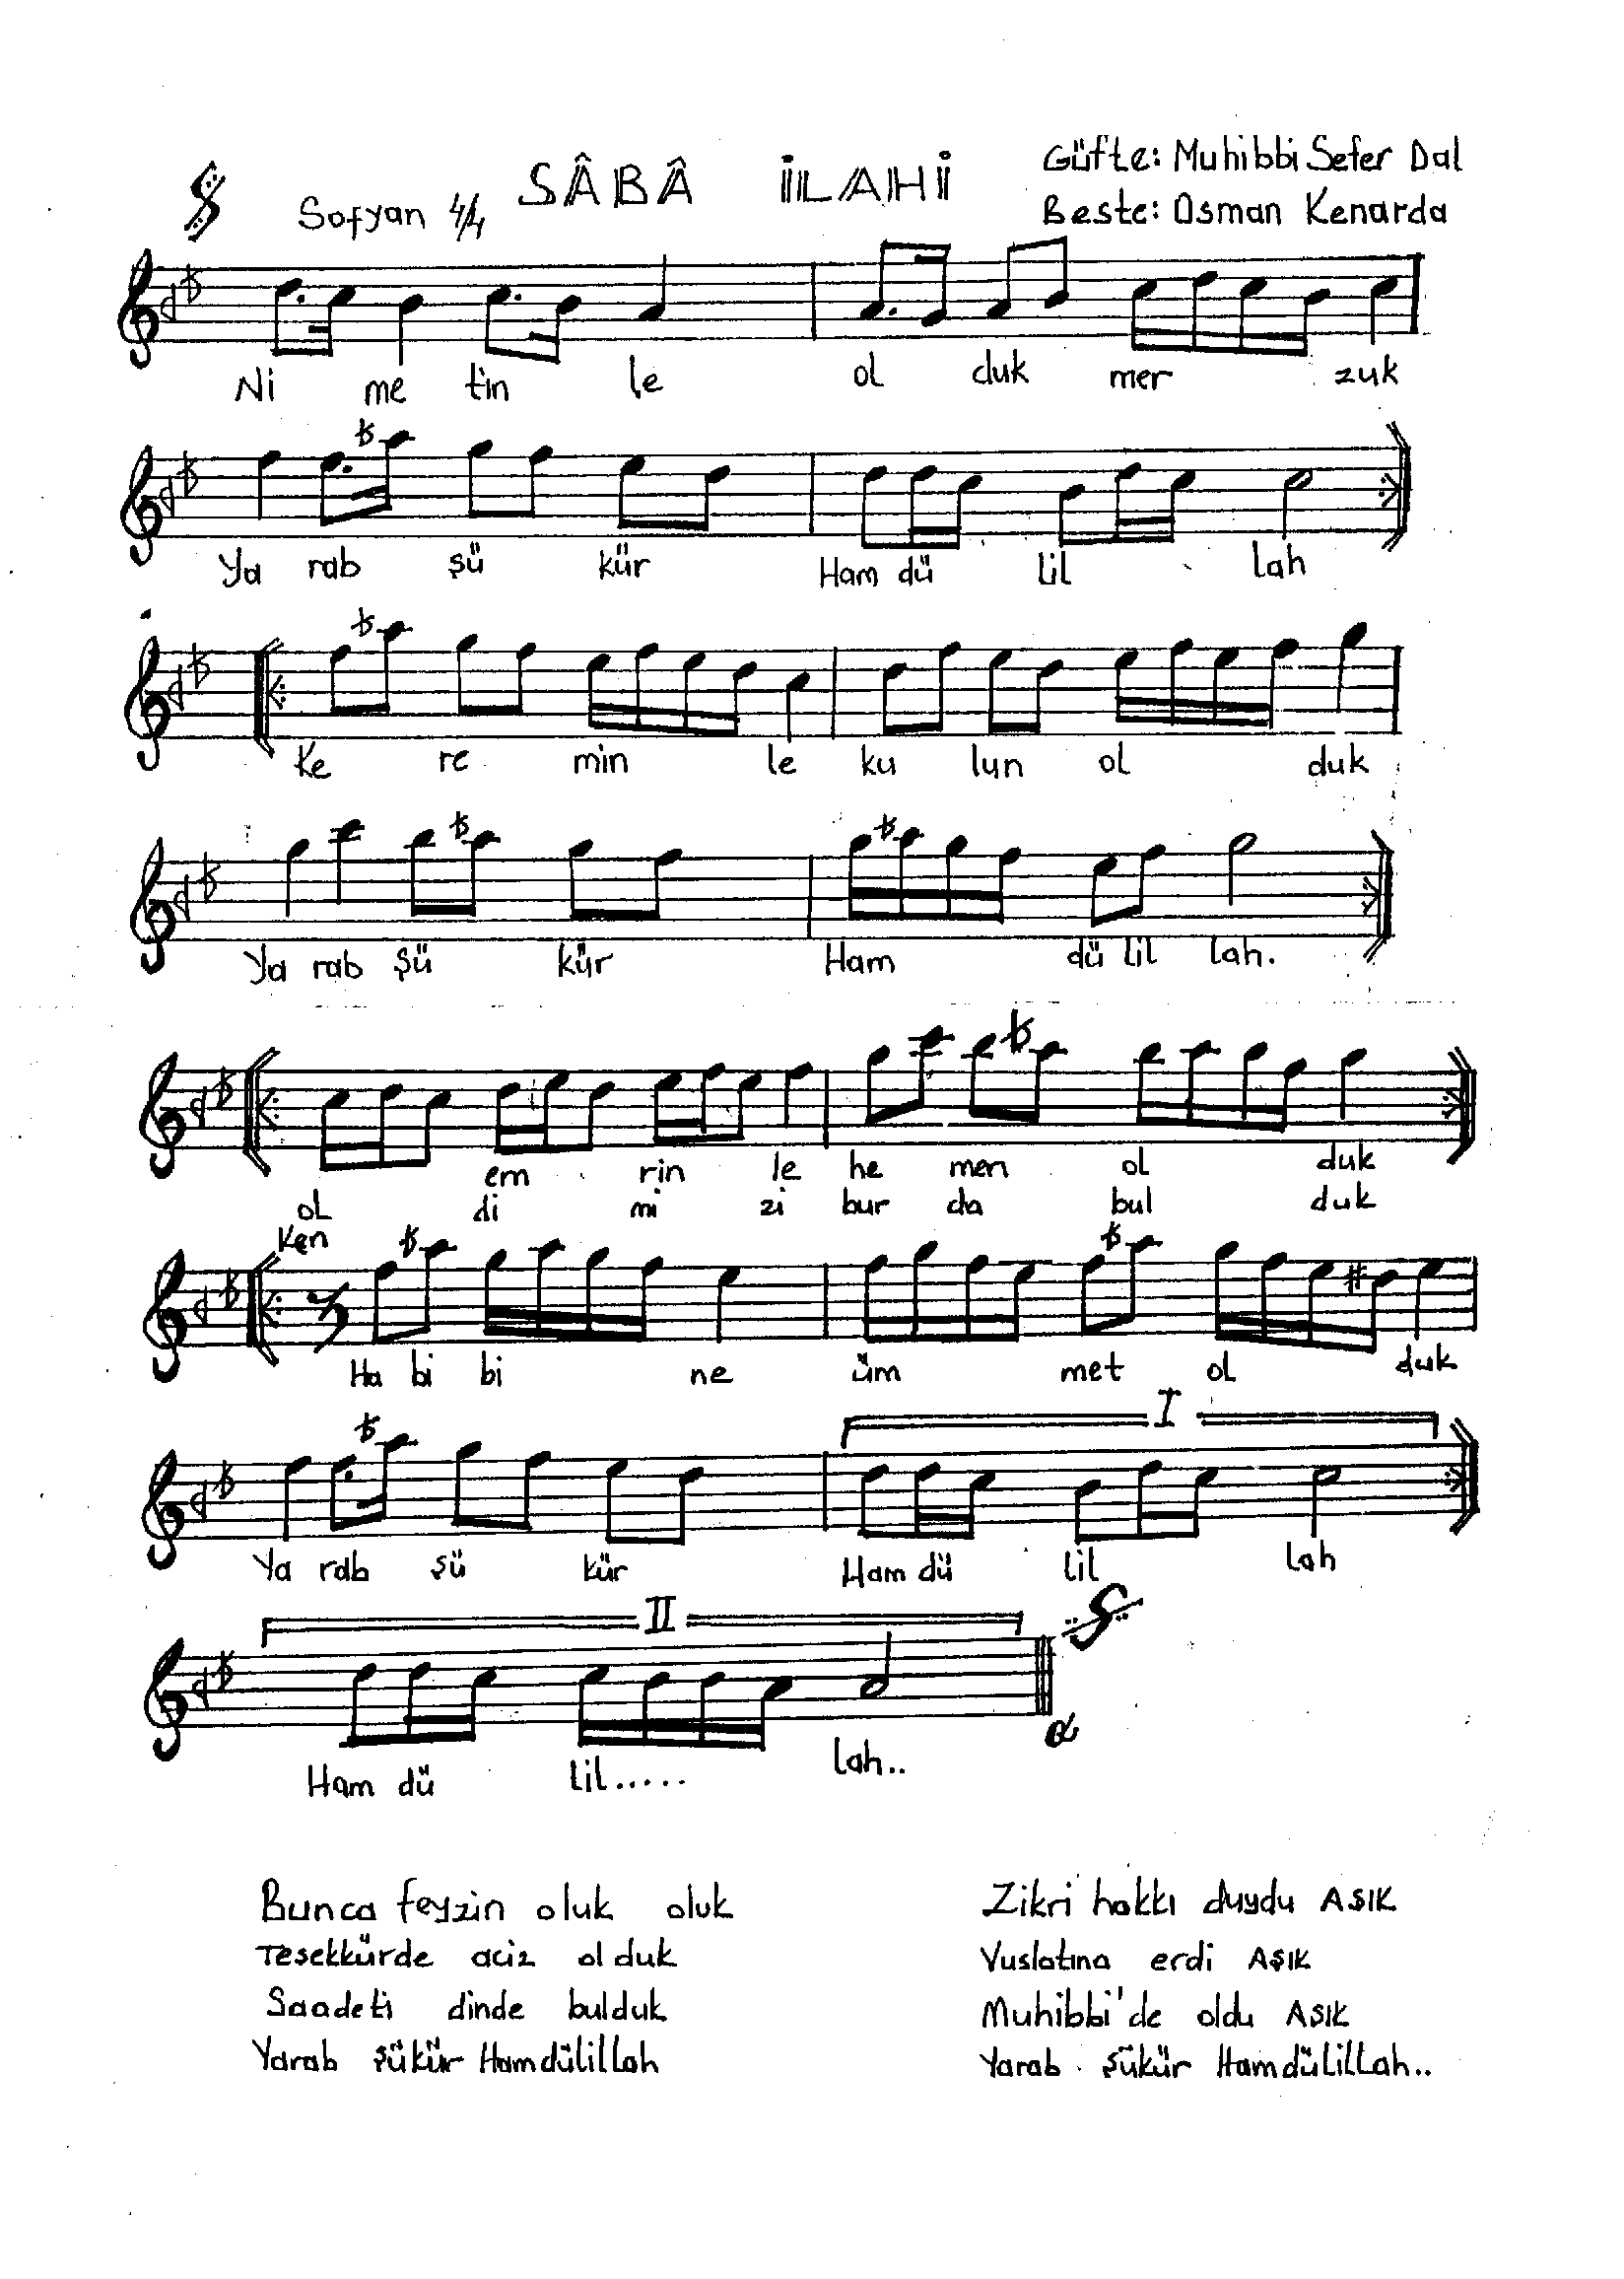 SÂBÂ İLAHİ
Güfte: Muhibbi Sefer Dal
Sofyan 4/4
Beste: Osman Kenarda
Ni me tin le ol duk mer zuk
Ya rab şü kür Ham dü lil lah
Ke re min le ku lun ol duk
Ya rab şü kür Ham dü lil lah.
em rin le he men ol duk
oL di mi zi bur da bul duk
Ken
Ha bi bi ne üm met ol duk
I
Ya rab şü kür Ham dü lil lah
II
Ham dü lil..... lah..
Bunca feyzin oluk oluk
Tesekkürde aciz olduk
Saadeti dinde bulduk
Yarab şükür Hamdülillah
Zikri hakkı duydu AŞIK
Vuslatına erdi AŞIK
Muhibbi'de oldu AŞIK
Yarab şükür HamdüLiLLah..